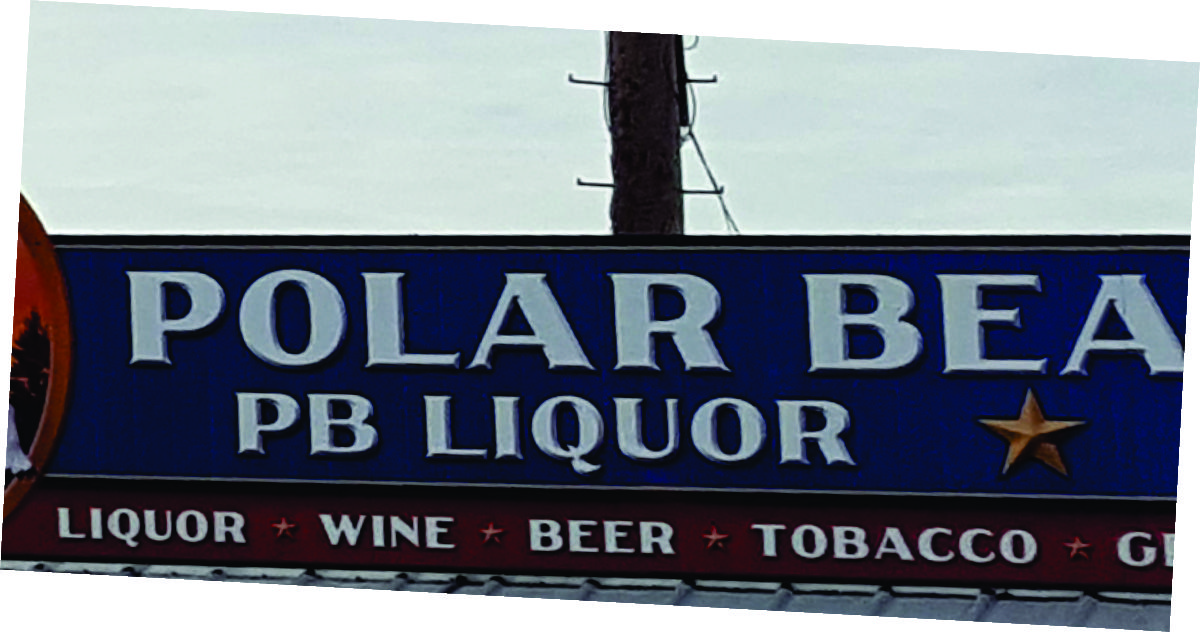 POLAR BEA
PB LIQUOR
LIQUOR ★ WINE ★ BEER ★ TOBACCO ★